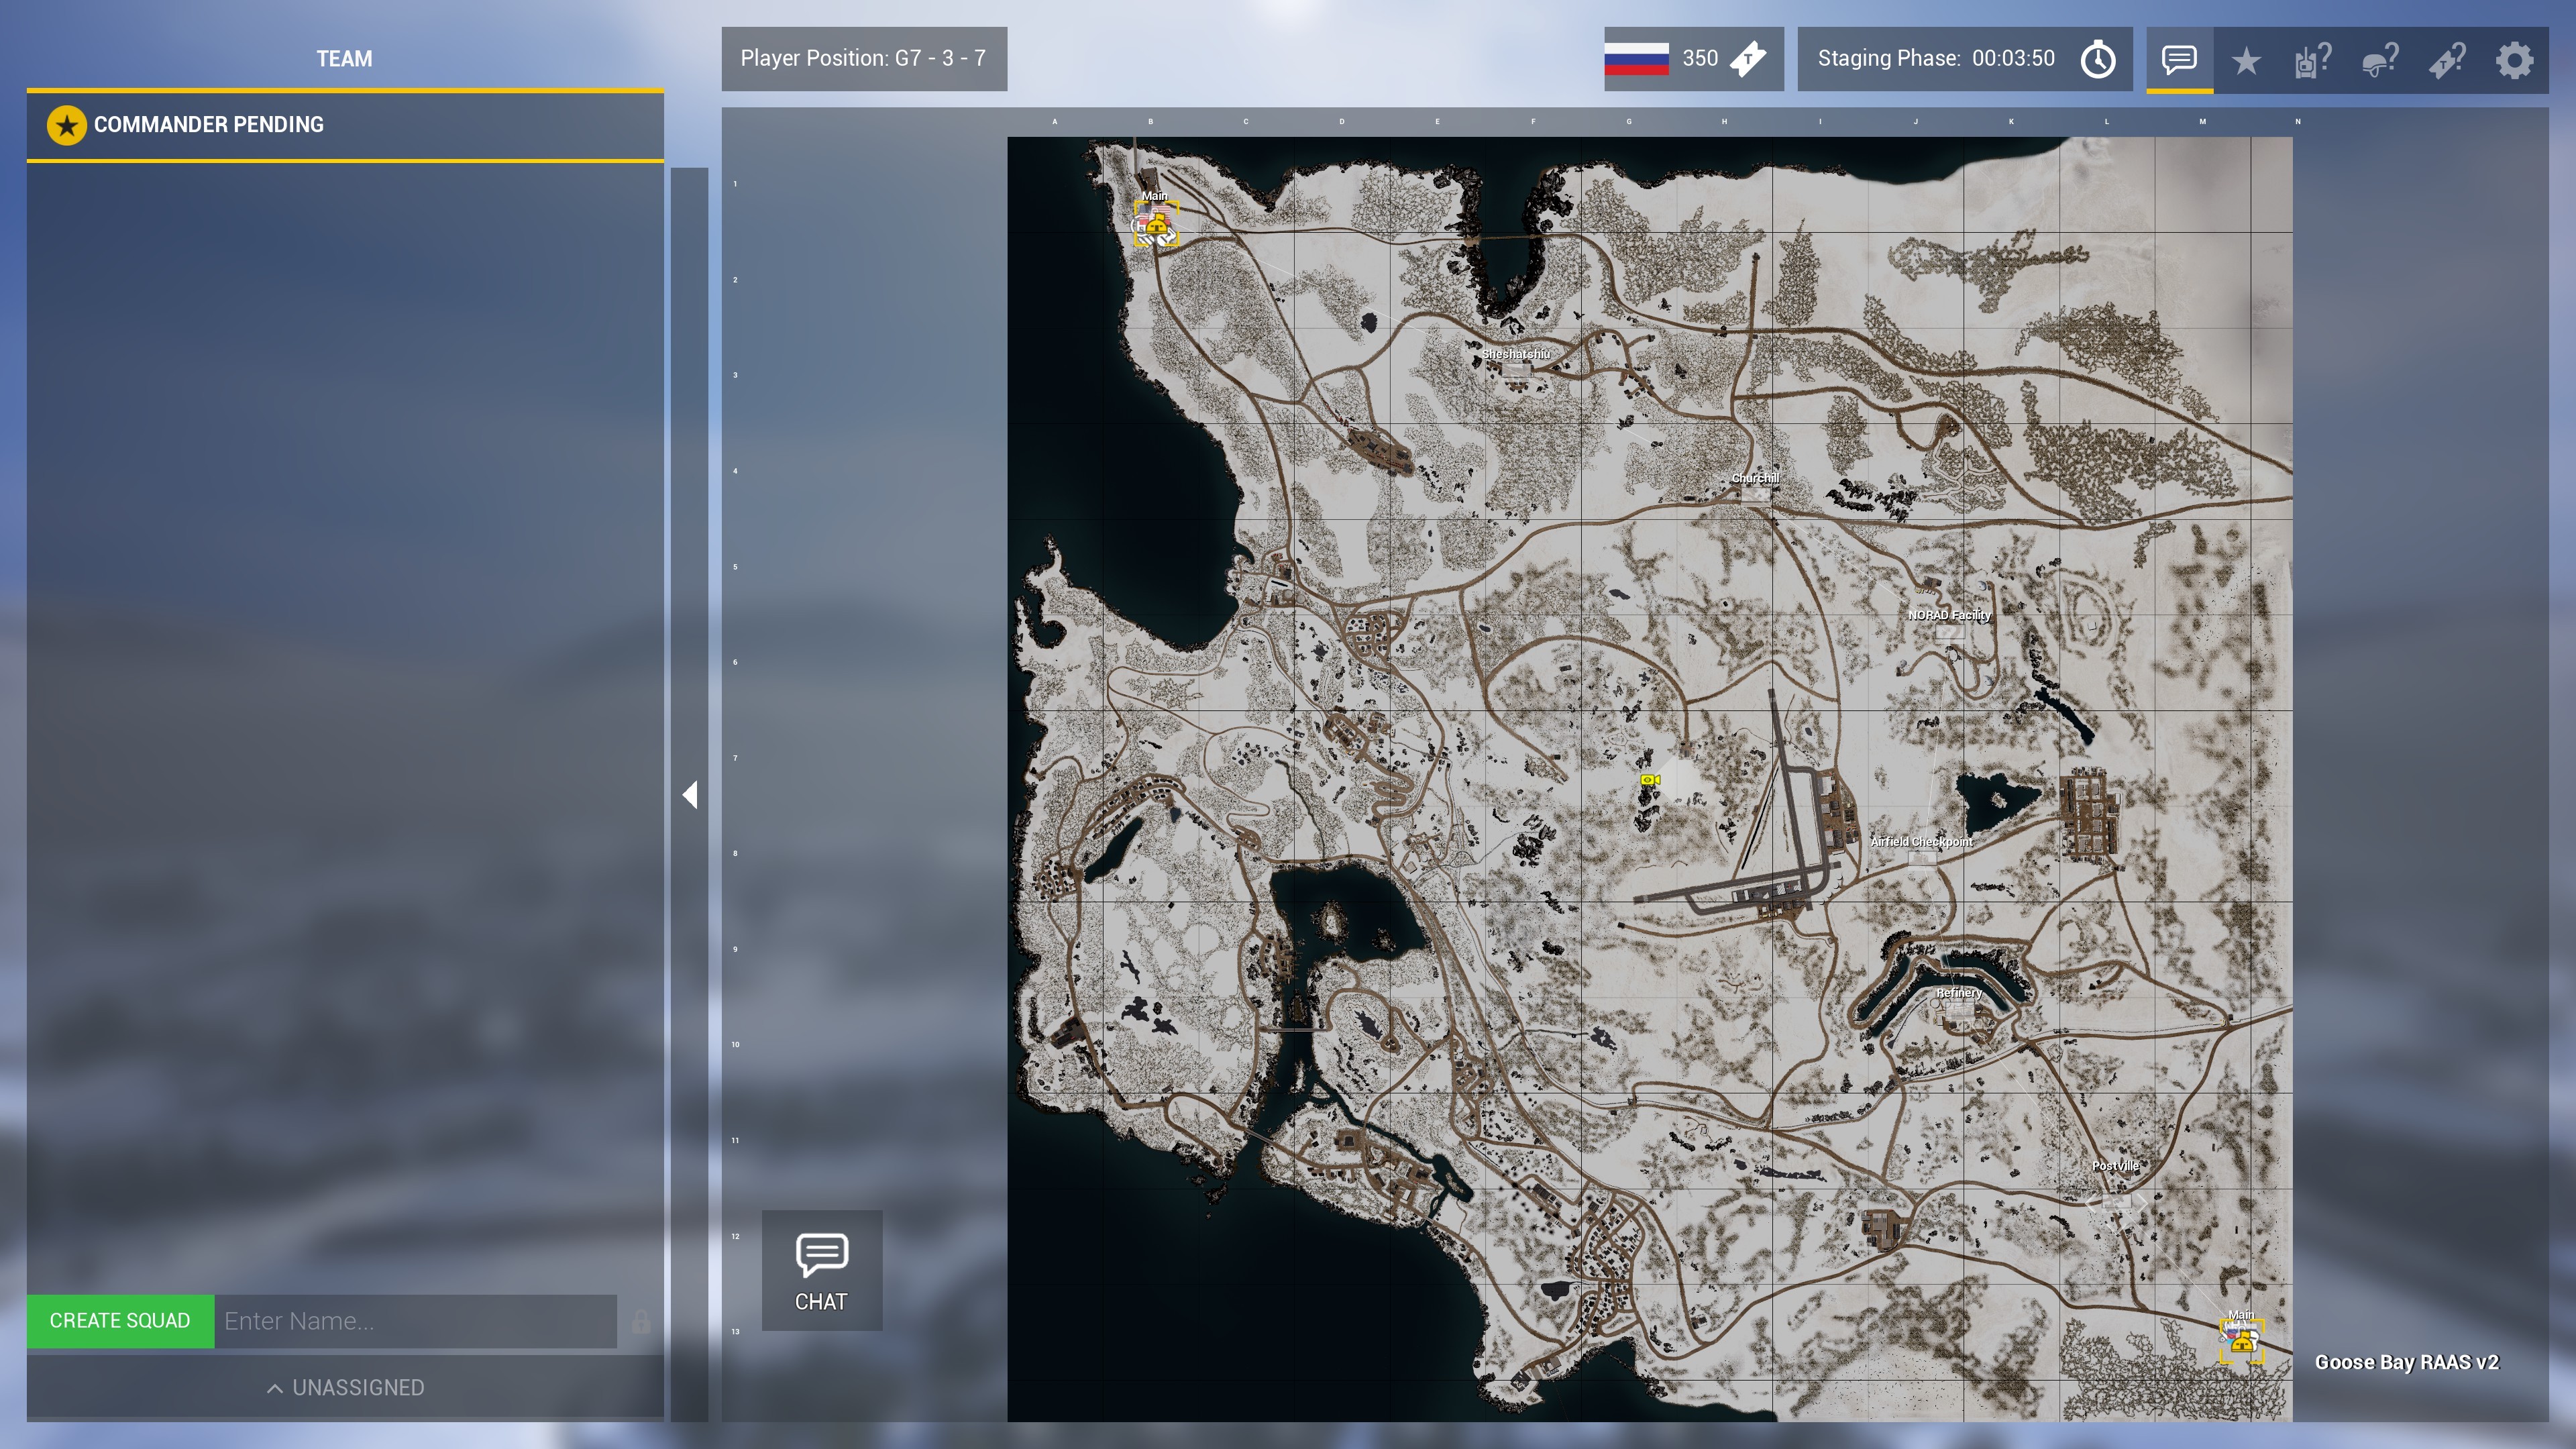 TEAM
Player Position: G7 - 3 - 7
350
T
Staging Phase: 00:03:50
COMMANDER PENDING
A B C D E F G H I J K L M N
1
Main
2
Sheshatshiu
3
4
Churchill
5
NORAD Facility
6
7
Airfield Checkpoint
8
9
Refinery
10
11
Postville
12
CHAT
13
Main
CREATE SQUAD
Enter Name...
Goose Bay RAAS v2
UNASSIGNED